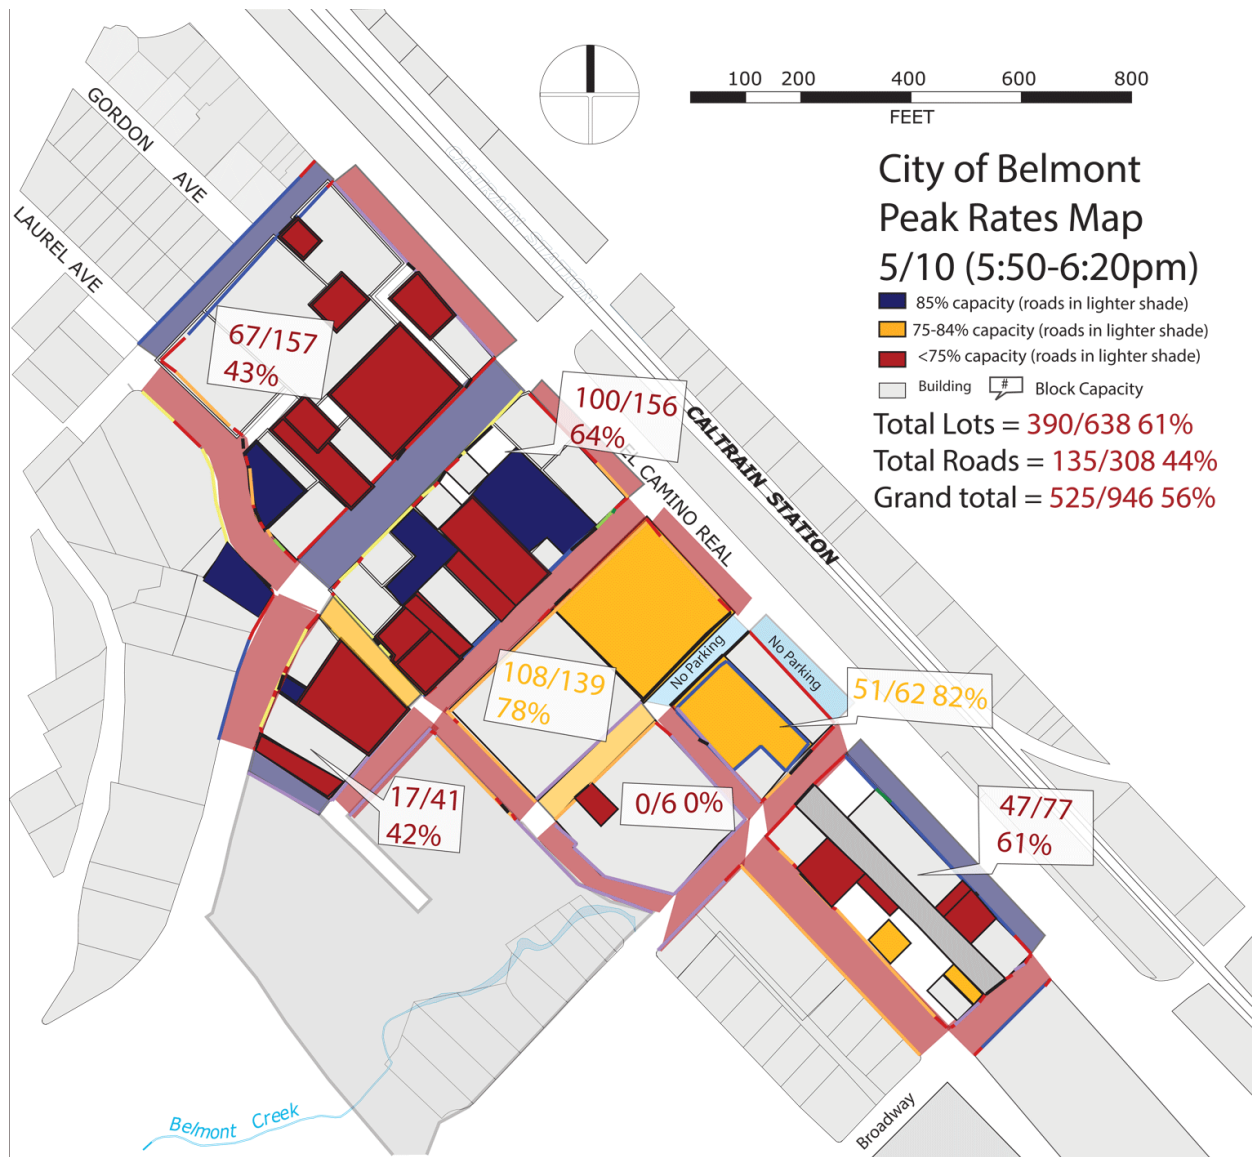 100 200 400 600 800
FEET
City of Belmont
Peak Rates Map
5/10 (5:50-6:20pm)
85% capacity (roads in lighter shade)
75-84% capacity (roads in lighter shade)
<75% capacity (roads in lighter shade)
Building # Block Capacity
Total Lots = 390/638 61%
Total Roads = 135/308 44%
Grand total = 525/946 56%
GORDON AVE
LAUREL AVE
67/157
43%
100/156
64%
CALTRAIN STATION
EL CAMINO REAL
No Parking
No Parking
108/139
78%
51/62 82%
17/41
42%
0/6 0%
47/77
61%
Belmont Creek
Broadway